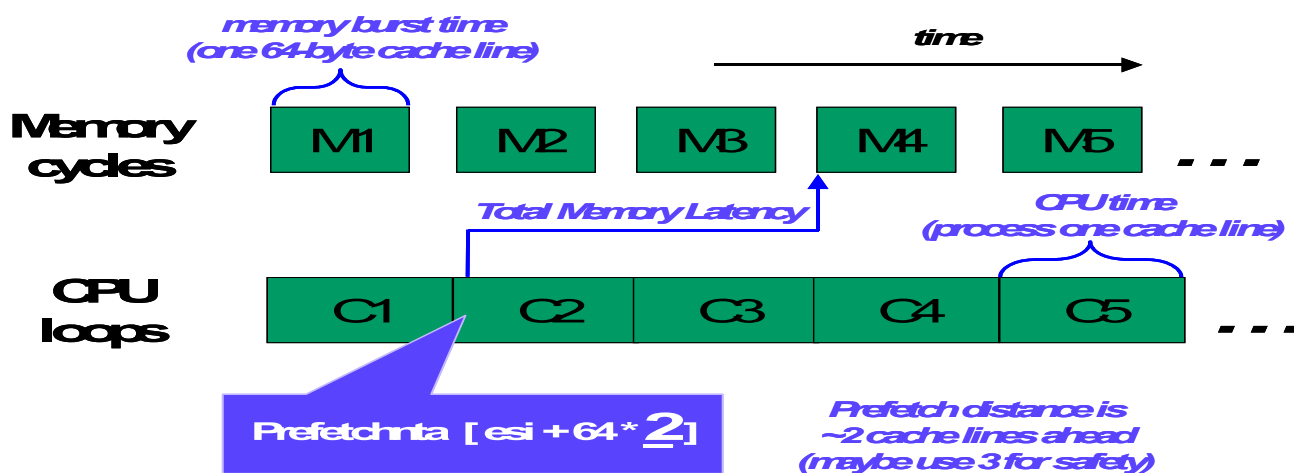 memory burst time
(one 64-byte cache line)
time
Memory
cycles
M1 M2 M3 M4 M5 ...
Total Memory Latency
CPU time
(process one cache line)
CPU
loops
C1 C2 C3 C4 C5 ...
Prefetchnta [esi + 64 * 2]
Prefetch distance is
~2 cache lines ahead
(maybe use 3 for safety)